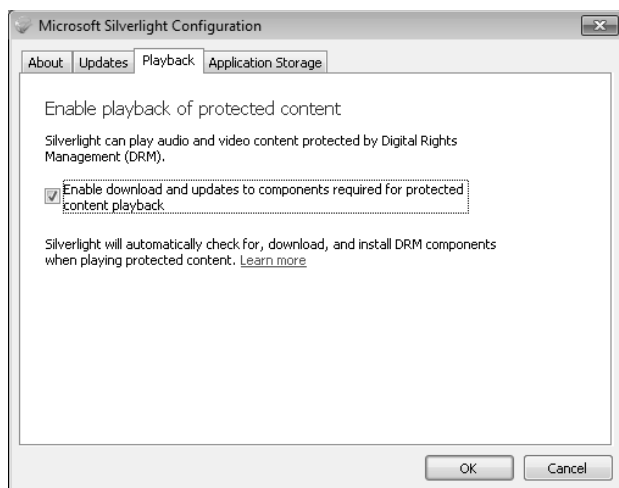 Microsoft Silverlight Configuration
About Updates Playback Application Storage
Enable playback of protected content
Silverlight can play audio and video content protected by Digital Rights
Management (DRM).
Enable download and updates to components required for protected
content playback
Silverlight will automatically check for, download, and install DRM components
when playing protected content. Learn more
OK Cancel